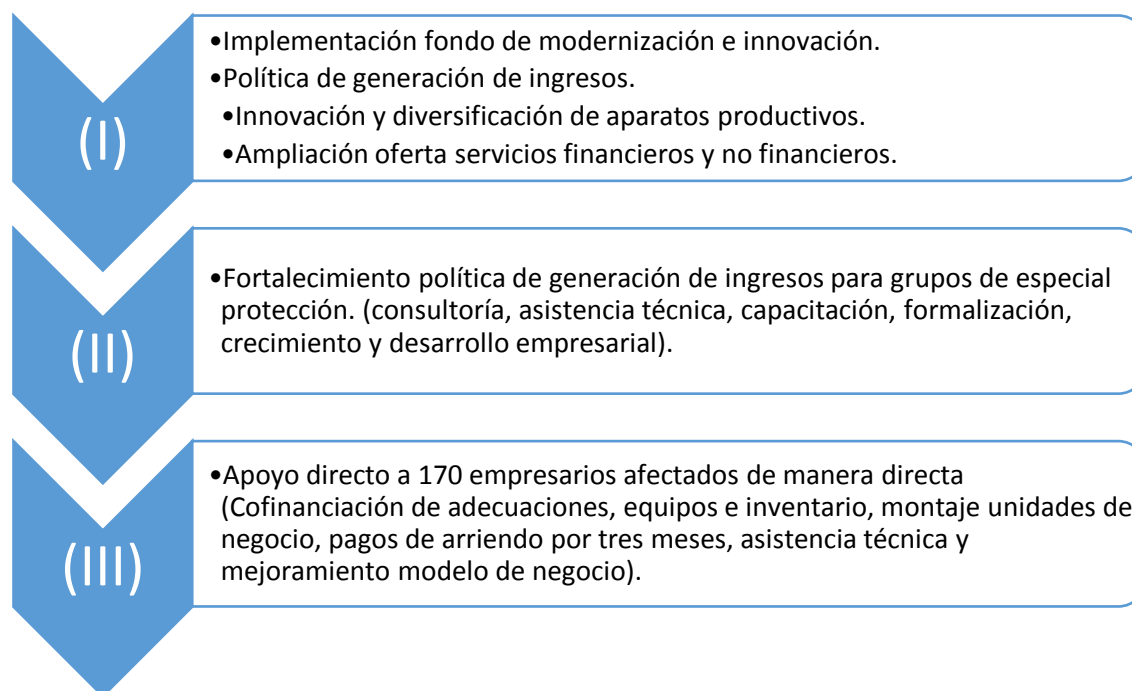 (I)
•Implementación fondo de modernización e innovación.
•Política de generación de ingresos.
•Innovación y diversificación de aparatos productivos.
•Ampliación oferta servicios financieros y no financieros.
(II)
•Fortalecimiento política de generación de ingresos para grupos de especial
protección. (consultoría, asistencia técnica, capacitación, formalización,
crecimiento y desarrollo empresarial).
(III)
•Apoyo directo a 170 empresarios afectados de manera directa
(Cofinanciación de adecuaciones, equipos e inventario, montaje unidades de
negocio, pagos de arriendo por tres meses, asistencia técnica y
mejoramiento modelo de negocio).